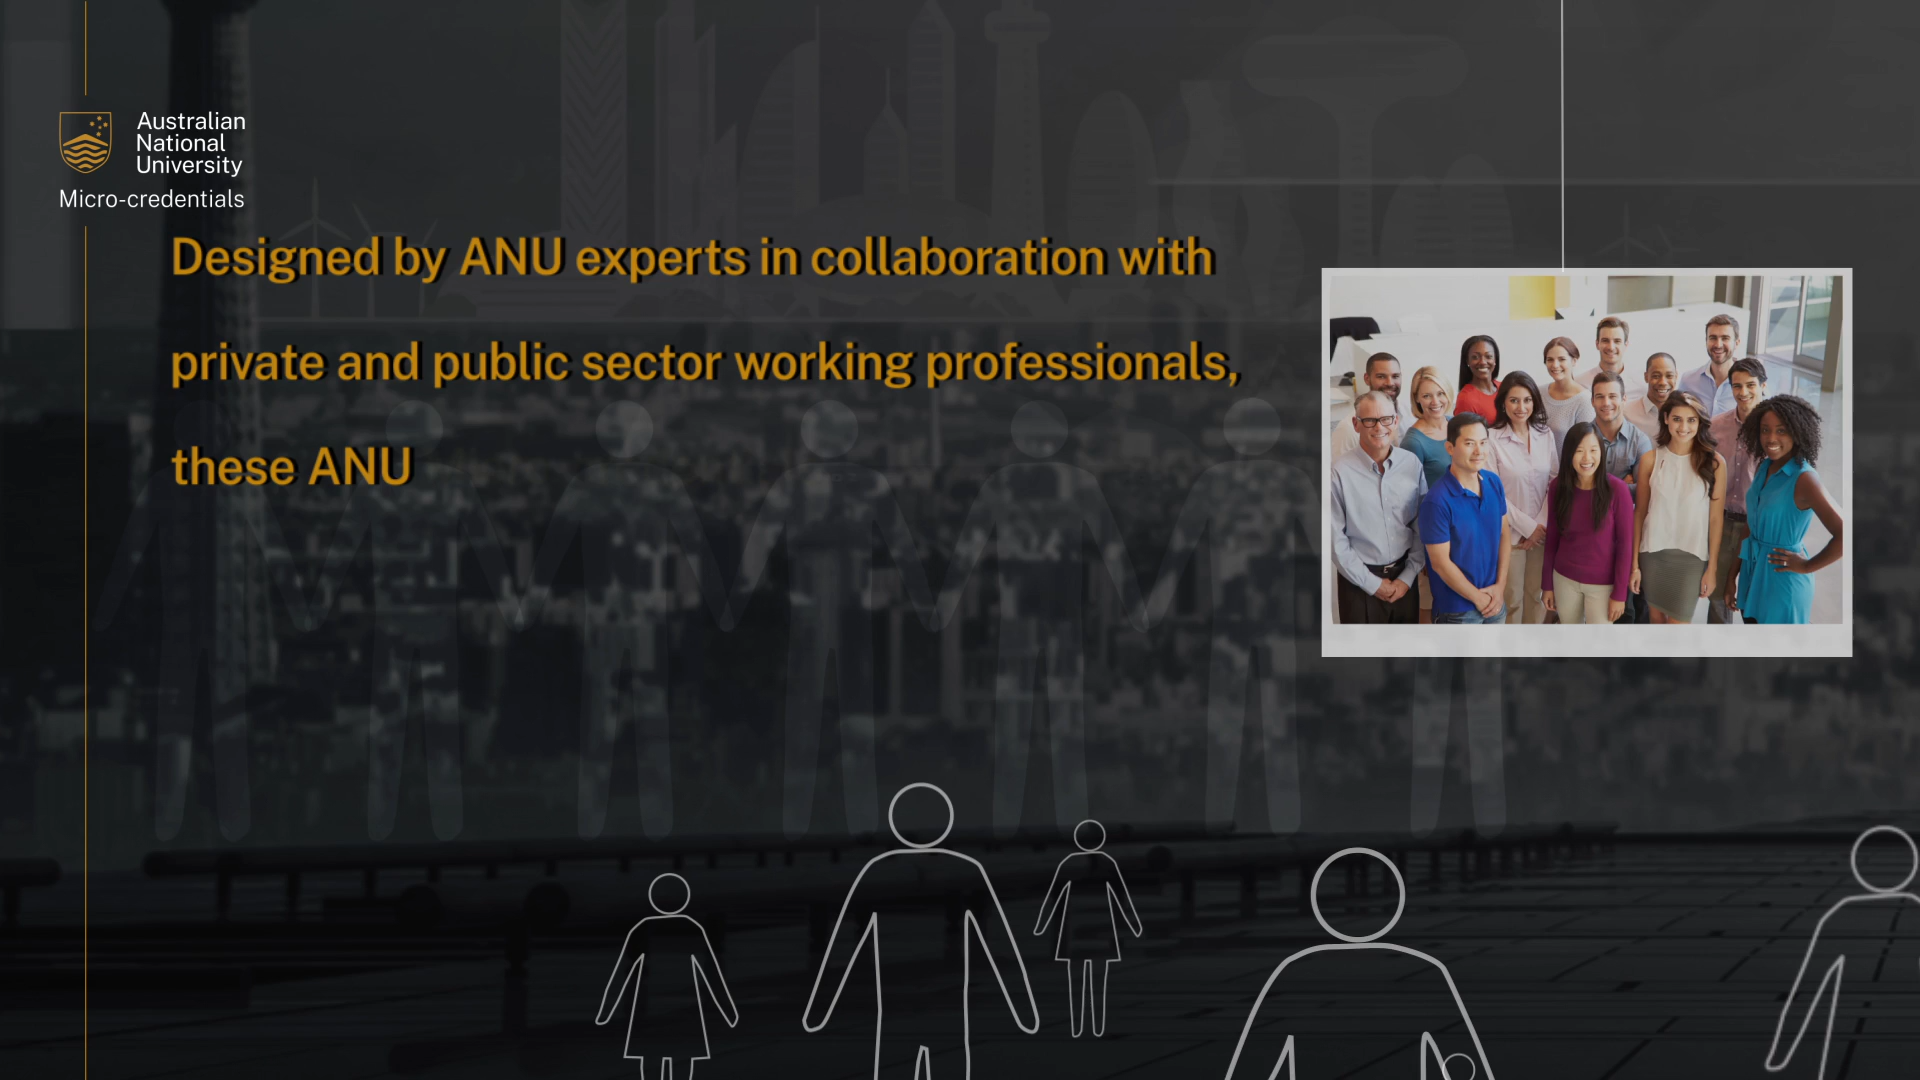 Australian
National
University
Micro-credentials
Designed by ANU experts in collaboration with
private and public sector working professionals,
these ANU